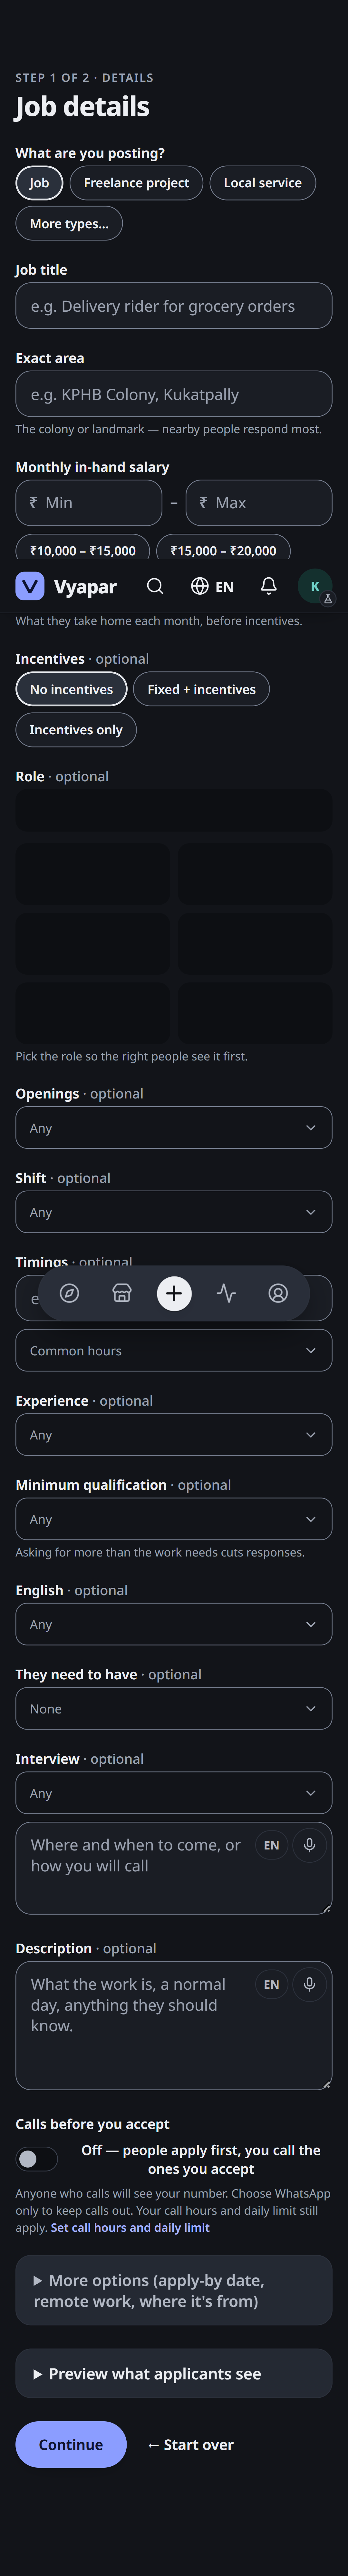 STEP 1 OF 2 · DETAILS
Job details
What are you posting?
Job
Freelance project
Local service
More types...
Job title
e.g. Delivery rider for grocery orders
Exact area
e.g. KPHB Colony, Kukatpally
The colony or landmark — nearby people respond most.
Monthly in-hand salary
₹ Min – ₹ Max
₹10,000 – ₹15,000
₹15,000 – ₹20,000
Vyapar
EN
K
What they take home each month, before incentives.
Incentives · optional
No incentives
Fixed + incentives
Incentives only
Role · optional
Pick the role so the right people see it first.
Openings · optional
Any
Shift · optional
Any
Timings · optional
Common hours
Experience · optional
Any
Minimum qualification · optional
Any
Asking for more than the work needs cuts responses.
English · optional
Any
They need to have · optional
None
Interview · optional
Any
Where and when to come, or
how you will call
EN
Description · optional
What the work is, a normal
day, anything they should
know.
EN
Calls before you accept
Off — people apply first, you call the
ones you accept
Anyone who calls will see your number. Choose WhatsApp
only to keep calls out. Your call hours and daily limit still
apply. Set call hours and daily limit
▶ More options (apply-by date,
remote work, where it's from)
▶ Preview what applicants see
Continue
← Start over